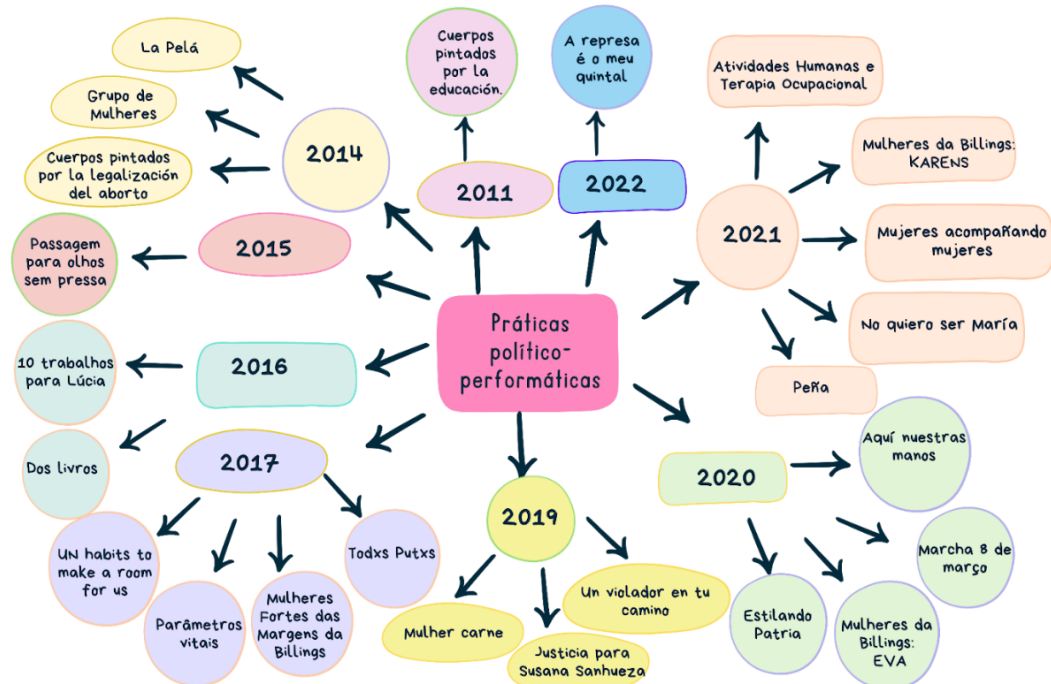 Práticas
político-
performáticas
2011
Cuerpos
pintados
por la
educación.
2014
La Pelá
Grupo de
Mulheres
Cuerpos pintados
por la legalización
del aborto
2015
Passagem
para olhos
sem pressa
2016
10 trabalhos
para Lúcia
Dos livros
2017
UN habits to
make a room
for us
Parâmetros
vitais
Mulheres
Fortes das
Margens da
Billings
Todxs Putxs
2019
Mulher carne
Justicia para
Susana Sanhueza
Un violador en tu
camino
2020
Estilando
Patria
Mulheres da
Billings:
EVA
Marcha 8 de
março
Aquí nuestras
manos
2021
Atividades Humanas e
Terapia Ocupacional
Mulheres da Billings:
KARENS
Mujeres acompañando
mujeres
No quiero ser María
Peña
2022
A represa
é o meu
quintal